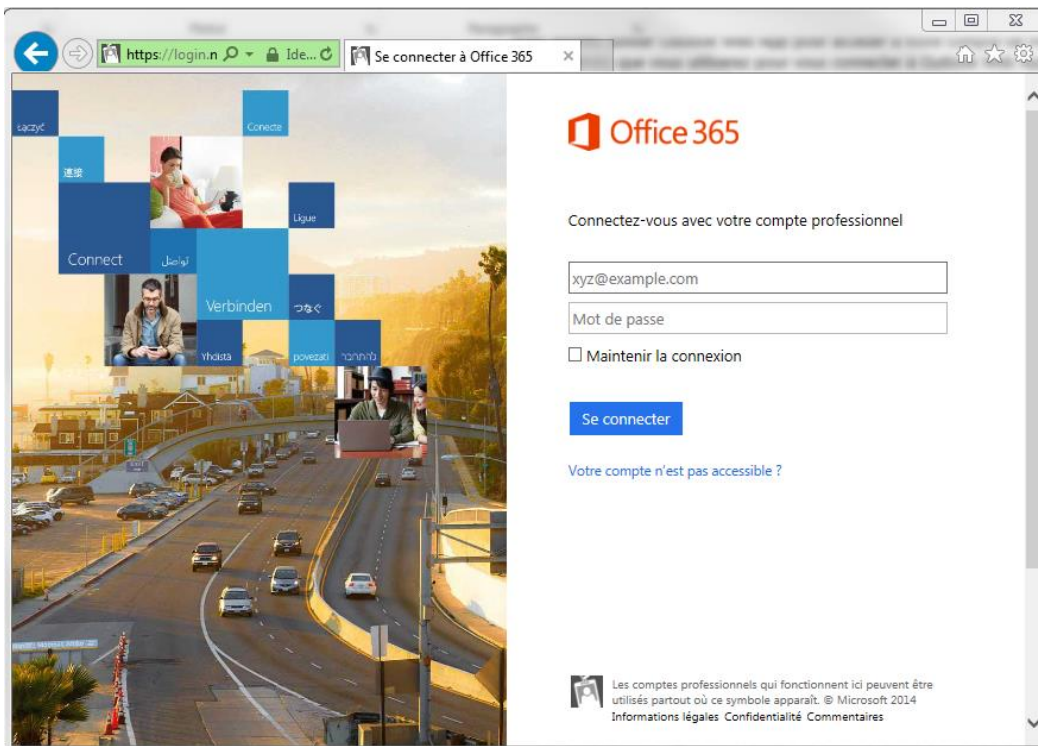 https://login.n
Ide...
Se connecter à Office 365
Łączyć
Conecte
連接
Ligue
Connect
تواصل
Verbinden
つなぐ
Yhdistä
povezati
להתחבר
Office 365
Connectez-vous avec votre compte professionnel
xyz@example.com
Mot de passe
Maintenir la connexion
Se connecter
Votre compte n'est pas accessible ?
Les comptes professionnels qui fonctionnent ici peuvent être
utilisés partout où ce symbole apparaît. © Microsoft 2014
Informations légales Confidentialité Commentaires